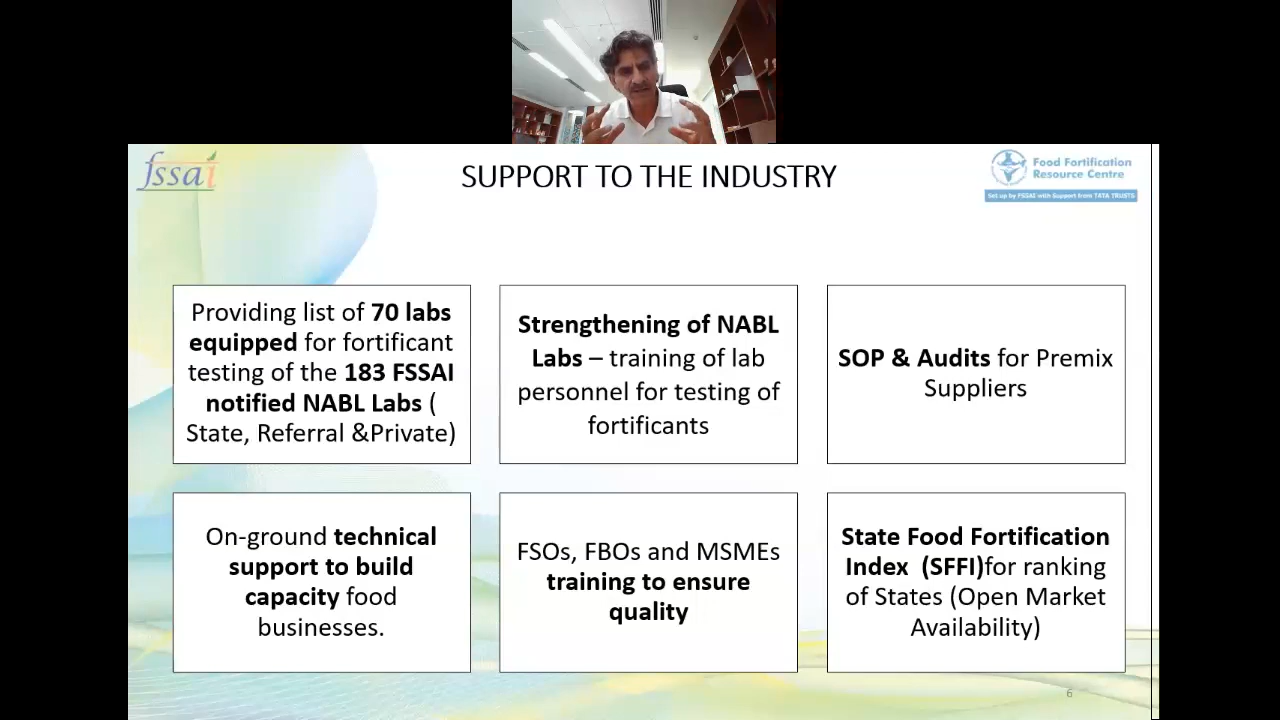 fssai
SUPPORT TO THE INDUSTRY
Food Fortification
Resource Centre
Set up by FSSAI with Support from TATA TRUSTS
Providing list of 70 labs
equipped for fortificant
testing of the 183 FSSAI
notified NABL Labs (
State, Referral &Private)
Strengthening of NABL
Labs – training of lab
personnel for testing of
fortificants
SOP & Audits for Premix
Suppliers
On-ground technical
support to build
capacity food
businesses.
FSOs, FBOs and MSMEs
training to ensure
quality
State Food Fortification
Index (SFFI)for ranking
of States (Open Market
Availability)
6